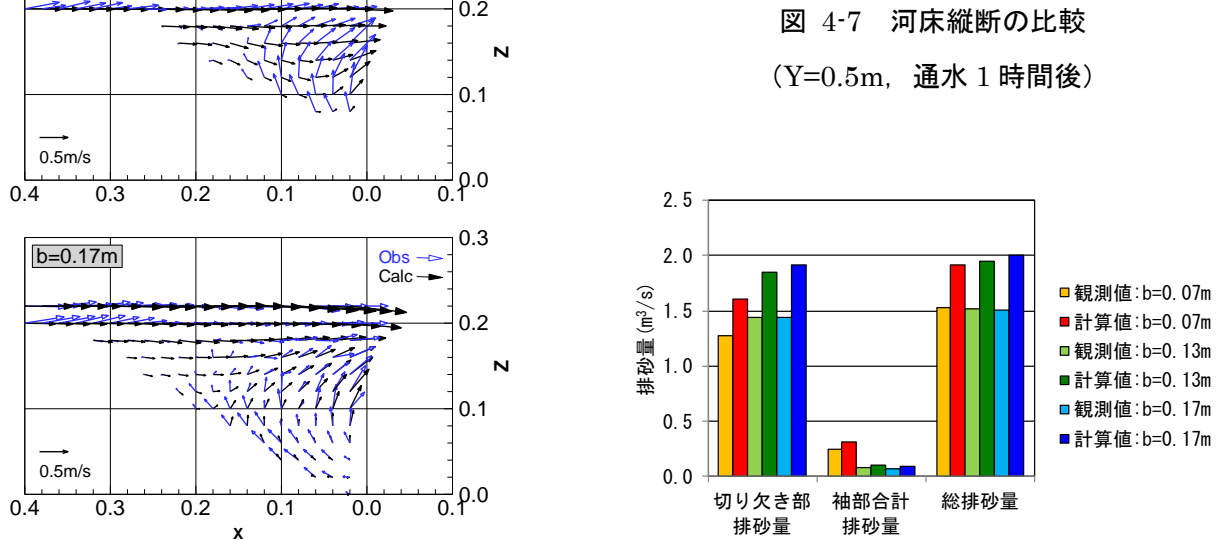 0.2
z
0.1
0.5m/s
0.0
0.4
0.3
0.2
0.1
0.0
0.1
b=0.17m
Obs
Calc
0.3
0.2
z
0.1
0.5m/s
0.0
0.4
0.3
0.2
0.1
0.0
0.1
x
図 4-7 河床縦断の比較
（Y=0.5m, 通水 1 時間後）
2.5
2.0
1.5
1.0
0.5
0.0
排砂量(m³/s)
切り欠き部
排砂量
袖部合計
排砂量
総排砂量
観測値:b=0.07m
計算値:b=0.07m
観測値:b=0.13m
計算値:b=0.13m
観測値:b=0.17m
計算値:b=0.17m